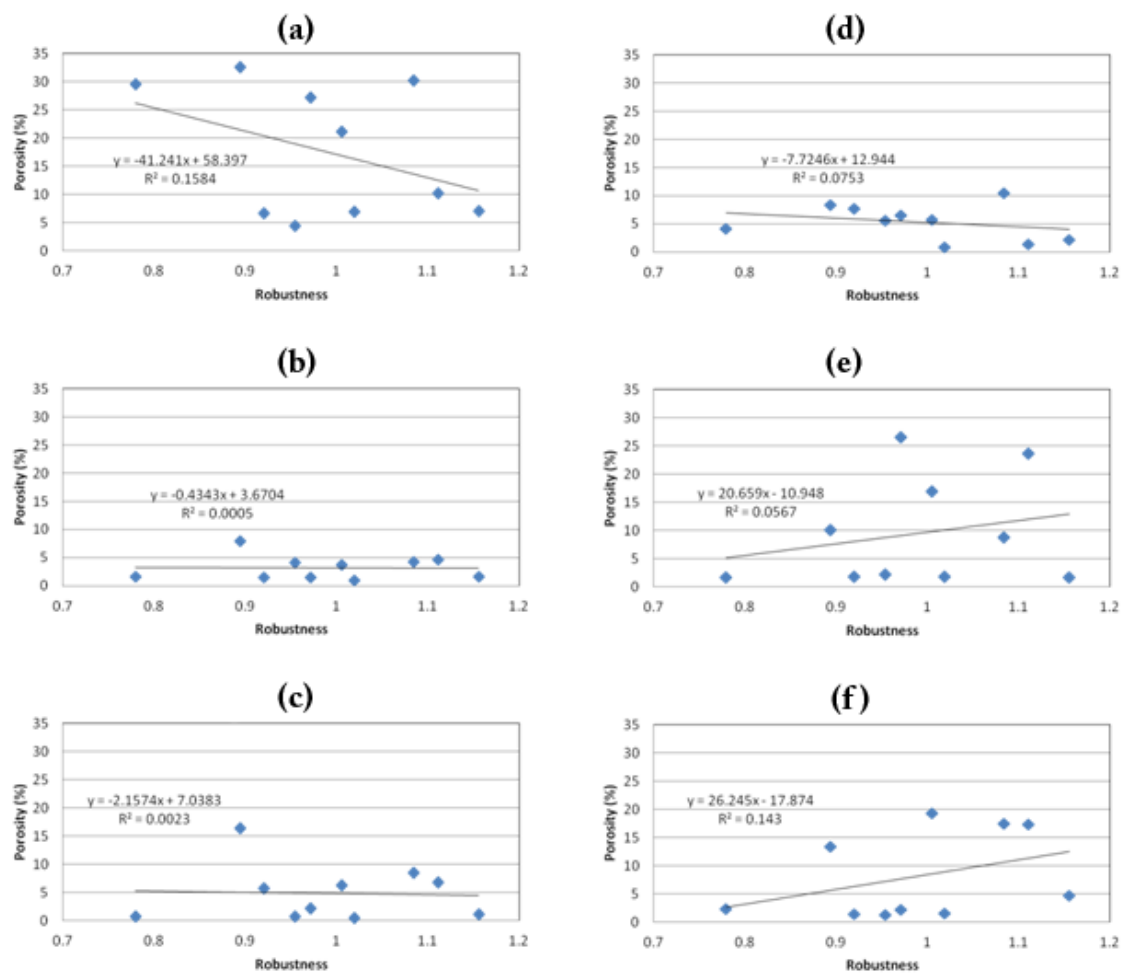 (a)
35
30
25
20
15
10
5
0
Porosity (%)
y = -41.241x + 58.397
R² = 0.1584
0.7 0.8 0.9 1 1.1 1.2
Robustness
(d)
35
30
25
20
15
10
5
0
Porosity (%)
y = -7.7246x + 12.944
R² = 0.0753
0.7 0.8 0.9 1 1.1 1.2
Robustness
(b)
35
30
25
20
15
10
5
0
Porosity (%)
y = -0.4343x + 3.6704
R² = 0.0005
0.7 0.8 0.9 1 1.1 1.2
Robustness
(e)
35
30
25
20
15
10
5
0
Porosity (%)
y = 20.659x - 10.948
R² = 0.0567
0.7 0.8 0.9 1 1.1 1.2
Robustness
(c)
35
30
25
20
15
10
5
0
Porosity (%)
y = -2.1574x + 7.0383
R² = 0.0023
0.7 0.8 0.9 1 1.1 1.2
Robustness
(f)
35
30
25
20
15
10
5
0
Porosity (%)
y = 26.245x - 17.874
R² = 0.143
0.7 0.8 0.9 1 1.1 1.2
Robustness